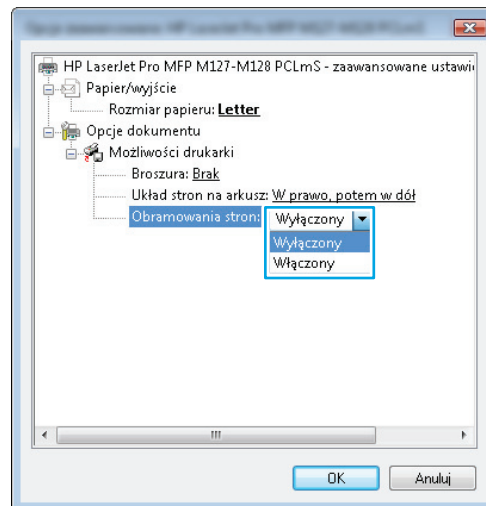 HP LaserJet Pro MFP M127-M128 PCLmS - zaawansowane ustawi
Papier/wyjście
Rozmiar papieru: Letter
Opcje dokumentu
Możliwości drukarki
Broszura: Brak
Układ stron na arkusz: W prawo, potem w dół
Obramowania stron: Wyłączony
Wyłączony
Włączony
OK Anuluj